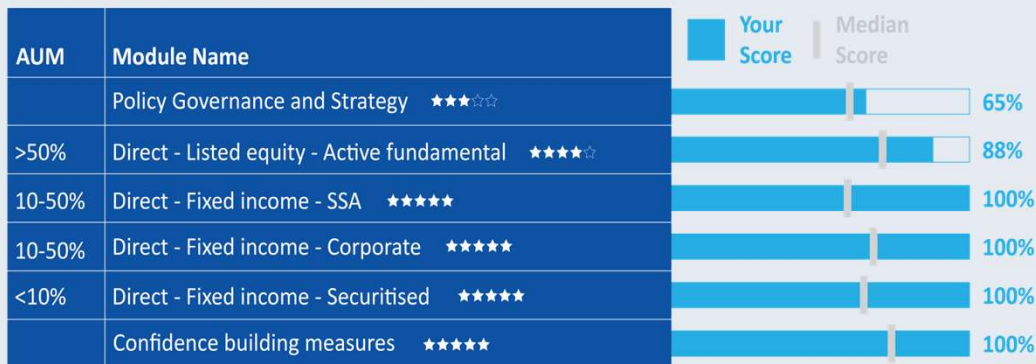 AUM Module Name Your Score Median Score
Policy Governance and Strategy ★★★☆☆ 65%
>50% Direct - Listed equity - Active fundamental ★★★★☆ 88%
10-50% Direct - Fixed income - SSA ★★★★★ 100%
10-50% Direct - Fixed income - Corporate ★★★★★ 100%
<10% Direct - Fixed income - Securitised ★★★★★ 100%
Confidence building measures ★★★★★ 100%